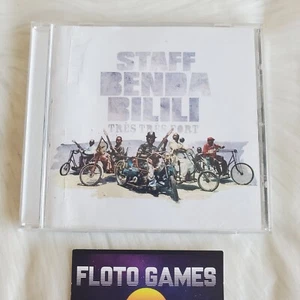 STAFF
BENDA
BILILI
TRÈS TRÈS FORT
FLOTO GAMES